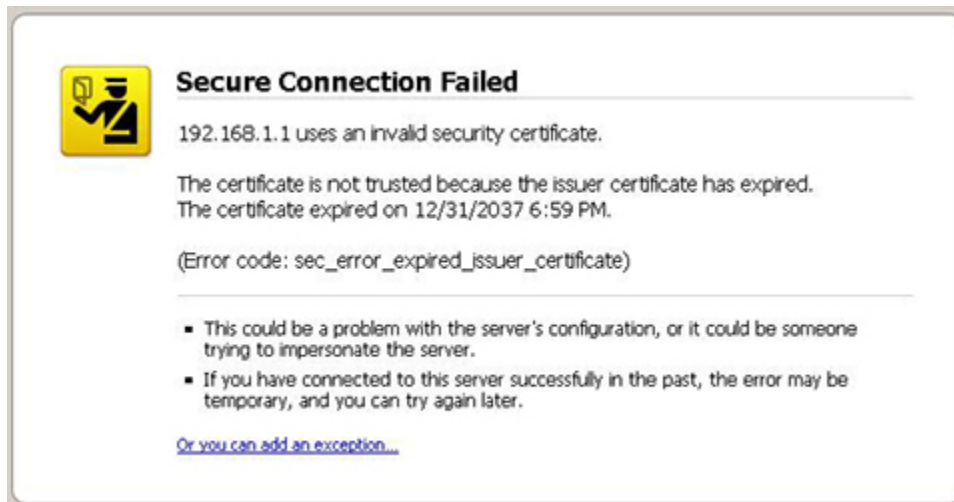 Secure Connection Failed
192.168.1.1 uses an invalid security certificate.
The certificate is not trusted because the issuer certificate has expired.
The certificate expired on 12/31/2037 6:59 PM.
(Error code: sec_error_expired_issuer_certificate)
▪ This could be a problem with the server's configuration, or it could be someone
trying to impersonate the server.
▪ If you have connected to this server successfully in the past, the error may be
temporary, and you can try again later.
Or you can add an exception...